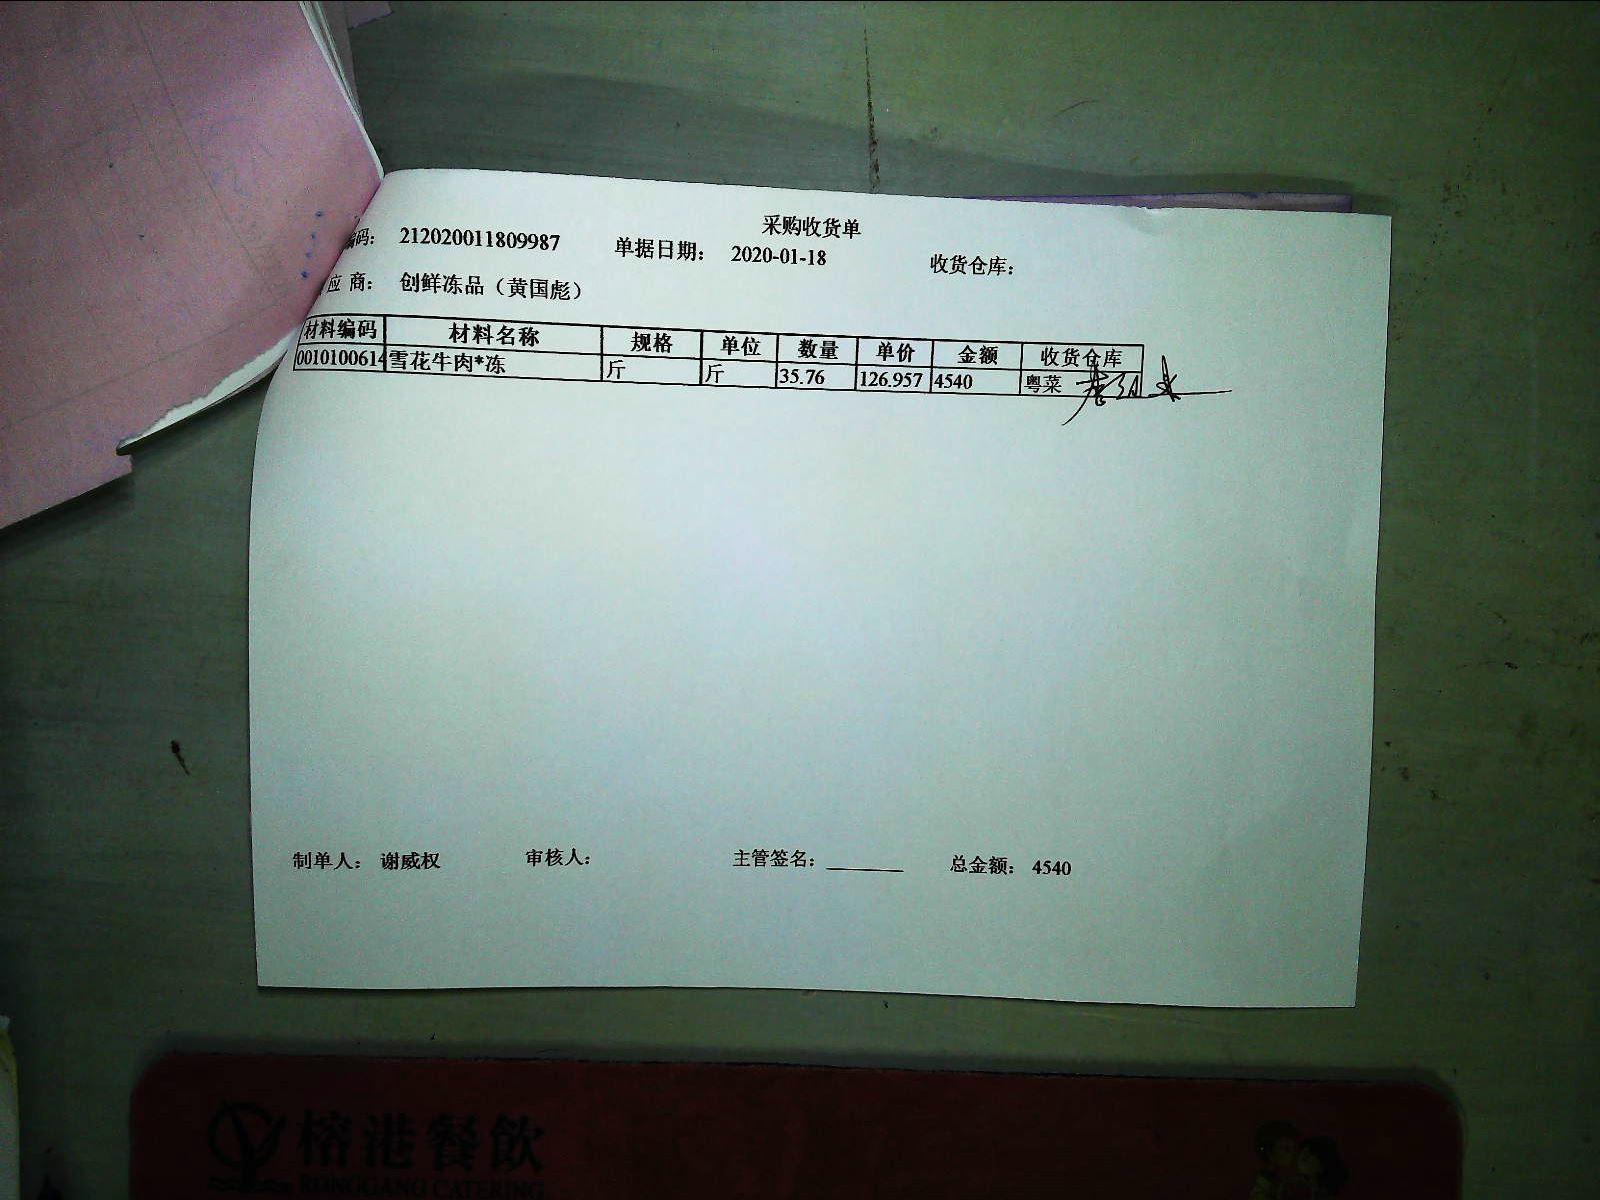 采购收货单
编码: 212020011809987 单据日期: 2020-01-18 收货仓库:
应 商: 创鲜冻品（黄国彪）
材料编码 材料名称 规格 单位 数量 单价 金额 收货仓库
0010100614 雪花牛肉*冻 斤 斤 35.76 126.957 4540 粤菜
制单人: 谢威权 审核人: 主管签名: ________ 总金额: 4540
榕港餐飲
RONGGANG CATERING